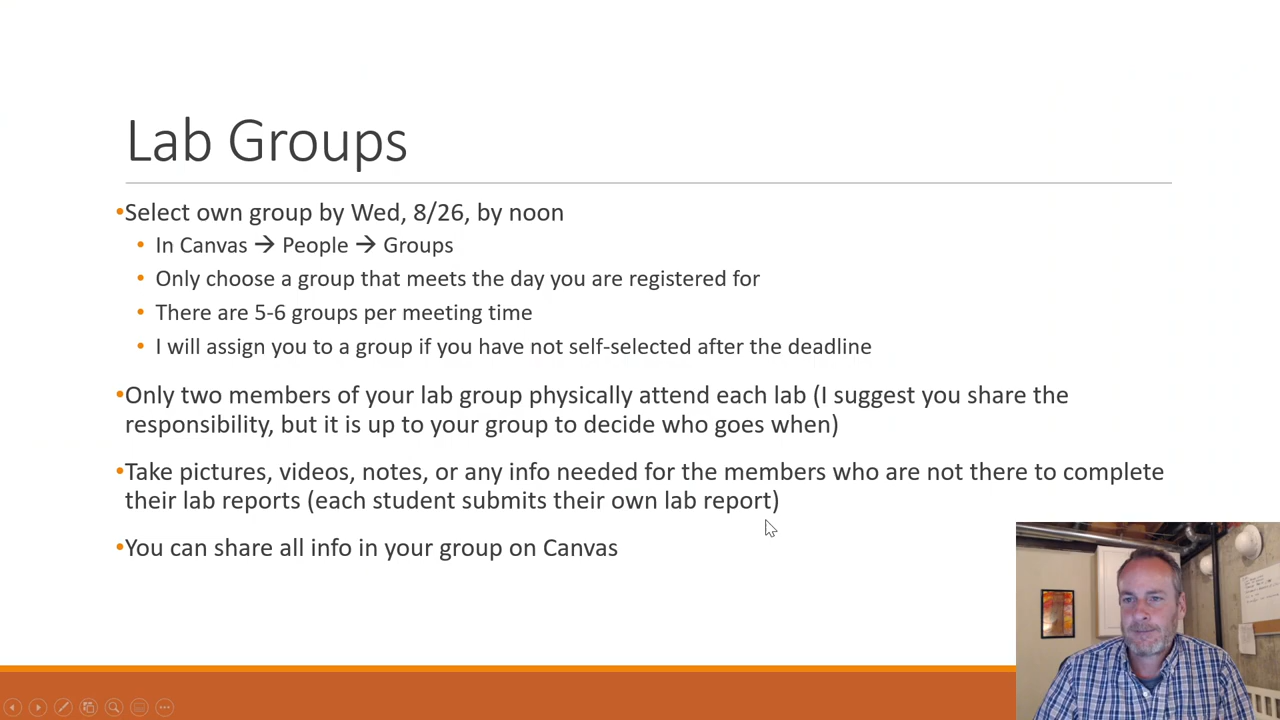 Lab Groups
•Select own group by Wed, 8/26, by noon
• In Canvas → People → Groups
• Only choose a group that meets the day you are registered for
• There are 5-6 groups per meeting time
• I will assign you to a group if you have not self-selected after the deadline
•Only two members of your lab group physically attend each lab (I suggest you share the
responsibility, but it is up to your group to decide who goes when)
•Take pictures, videos, notes, or any info needed for the members who are not there to complete
their lab reports (each student submits their own lab report)
•You can share all info in your group on Canvas